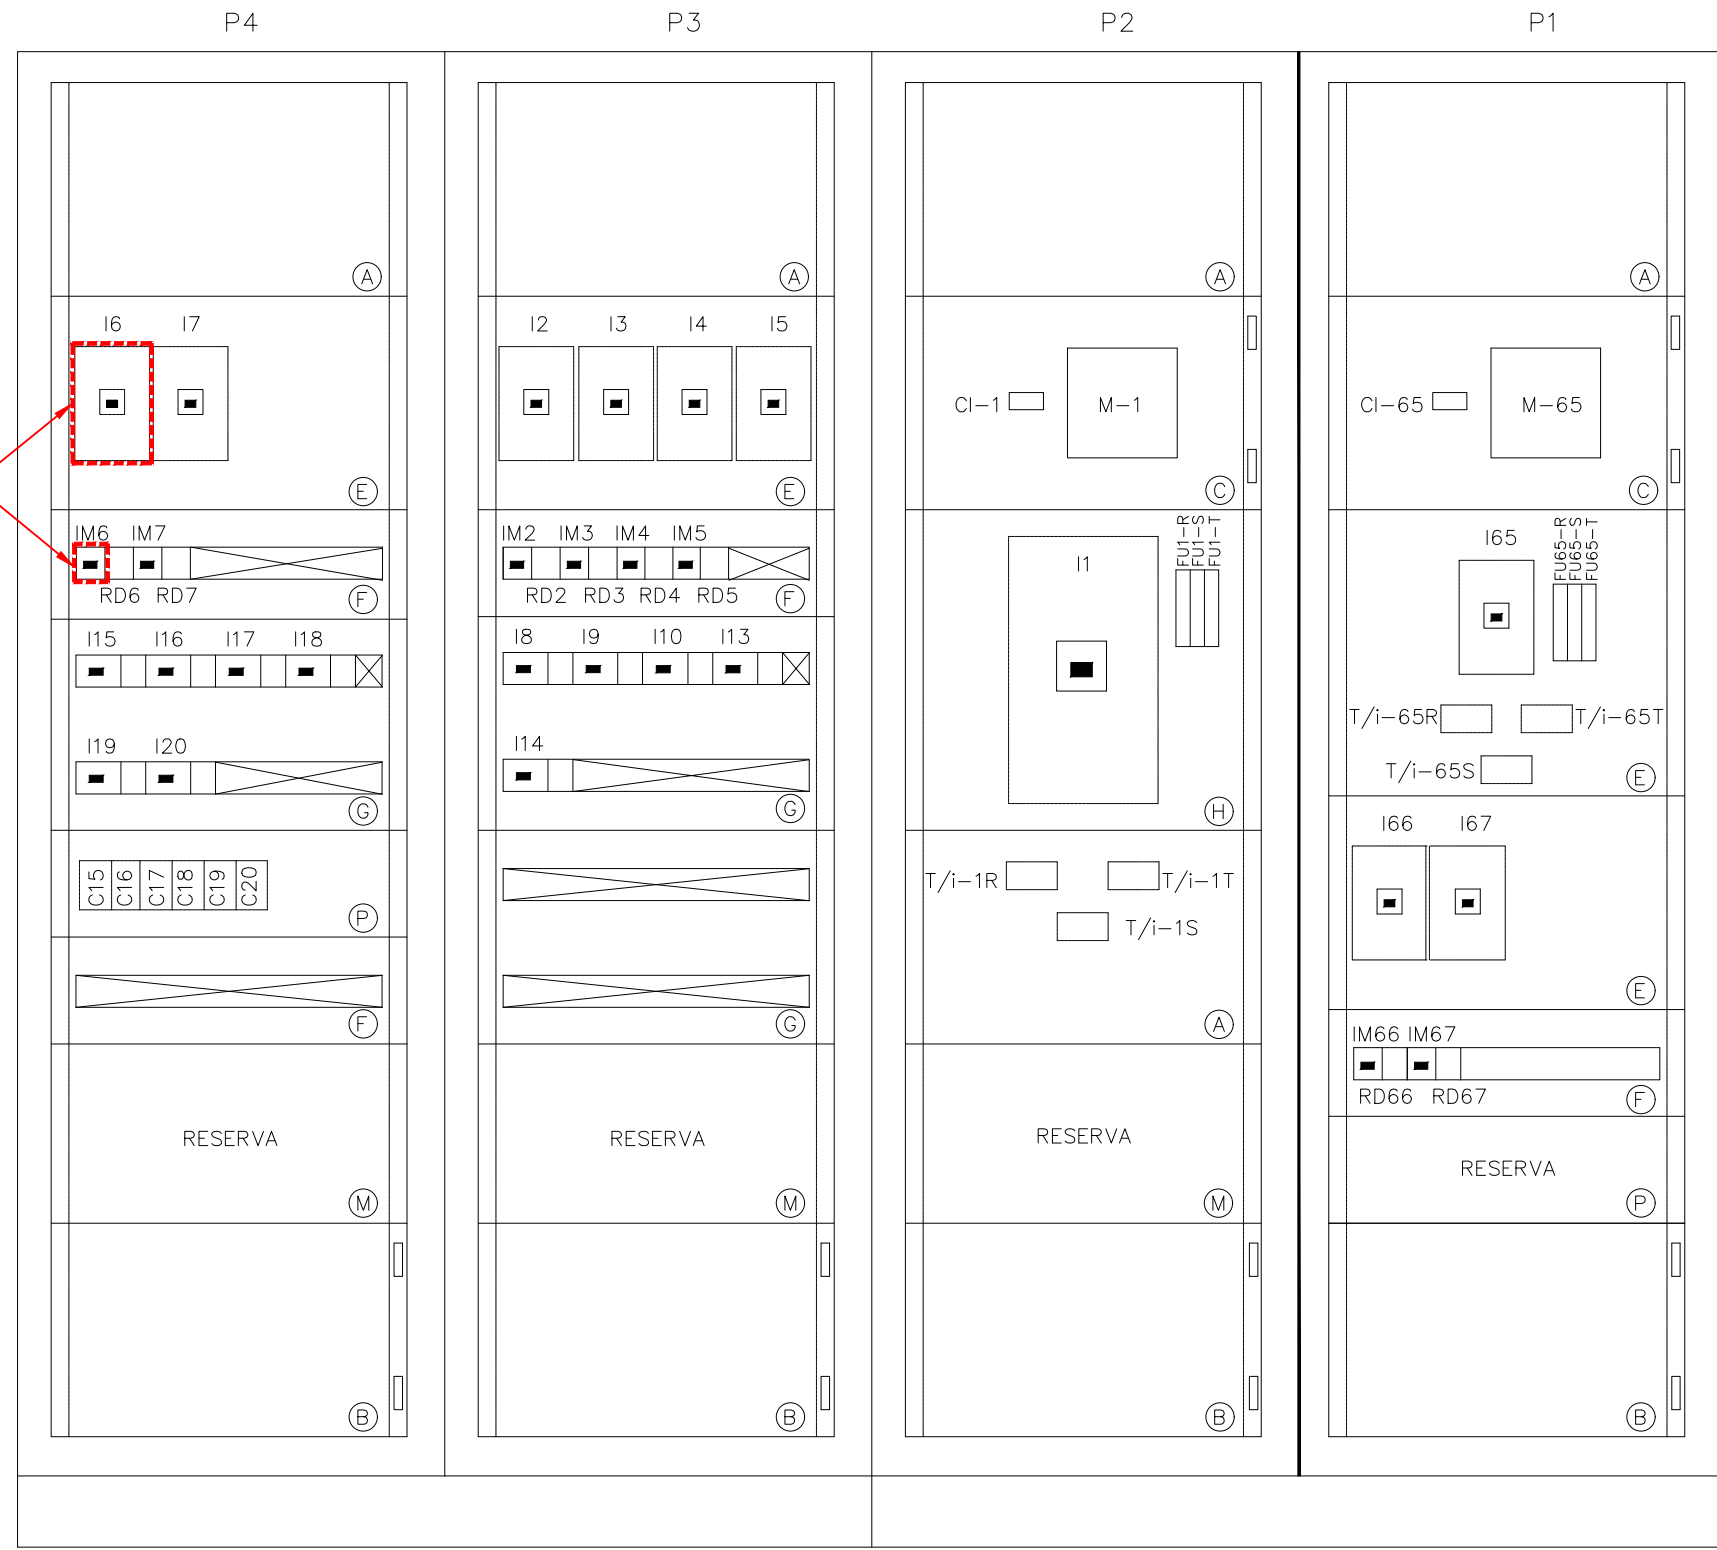 P4 P3 P2 P1
A A A A
I6 I7
E
IM6 IM7
RD6 RD7
F
I15 I16 I17 I18
I19 I20
G
C15 C16 C17 C18 C19 C20
P
F
RESERVA
M
B
I2 I3 I4 I5
E
IM2 IM3 IM4 IM5
RD2 RD3 RD4 RD5
F
I8 I9 I10 I13
I14
G
G
RESERVA
M
B
CI-1 M-1
C
I1
FU1-R
FU1-S
FU1-T
H
T/i-1R T/i-1T
T/i-1S
A
RESERVA
M
B
CI-65 M-65
C
I65
FU65-R
FU65-S
FU65-T
T/i-65R T/i-65T
T/i-65S
E
I66 I67
E
IM66 IM67
RD66 RD67
F
RESERVA
P
B